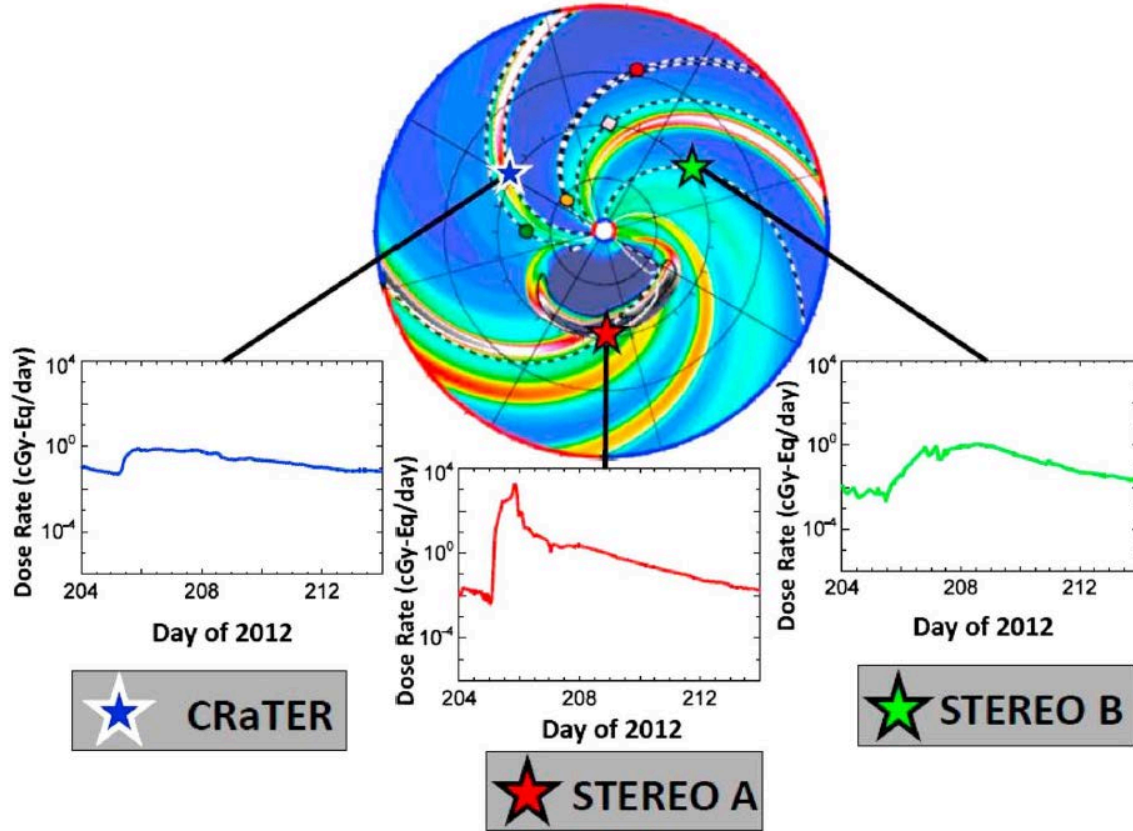 Dose Rate (cGy-Eq/day)
10^4
10^0
10^-4
204
208
212
Day of 2012
CRaTER
Dose Rate (cGy-Eq/day)
10^4
10^0
10^-4
204
208
212
Day of 2012
STEREO A
Dose Rate (cGy-Eq/day)
10^4
10^0
10^-4
204
208
212
Day of 2012
STEREO B